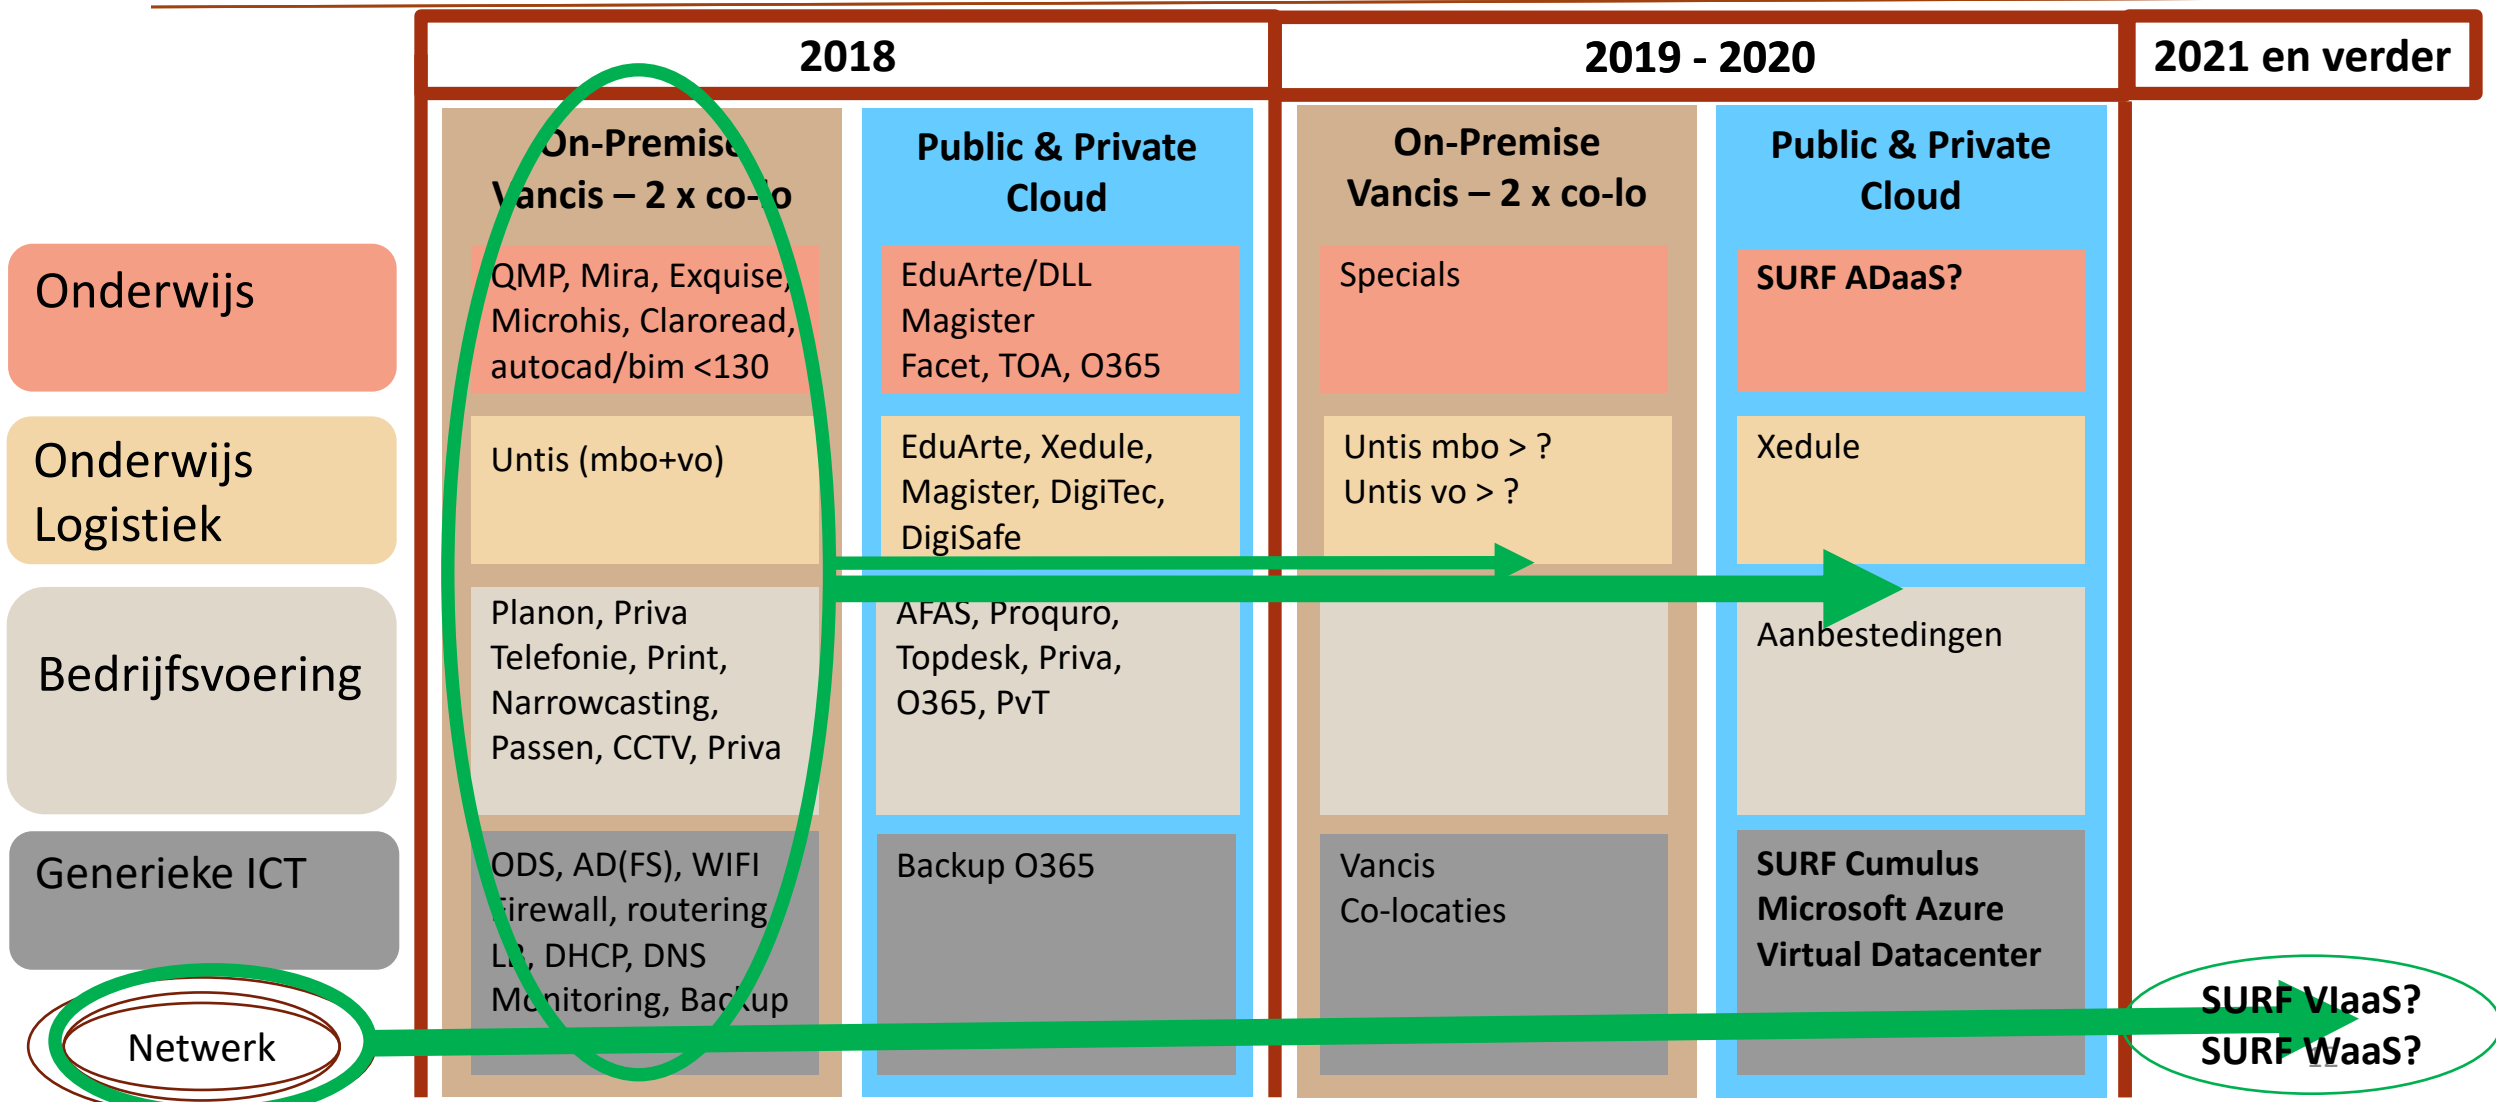 2018
2019 - 2020
2021 en verder
On-Premise
Vancis – 2 x co-lo
Public & Private
Cloud
On-Premise
Vancis – 2 x co-lo
Public & Private
Cloud
Onderwijs
QMP, Mira, Exquise,
Microhis, Claroread,
autocad/bim <130
EduArte/DLL
Magister
Facet, TOA, O365
Specials
SURF ADaaS?
Onderwijs
Logistiek
Untis (mbo+vo)
EduArte, Xedule,
Magister, DigiTec,
DigiSafe
Untis mbo > ?
Untis vo > ?
Xedule
Bedrijfsvoering
Planon, Priva
Telefonie, Print,
Narrowcasting,
Passen, CCTV, Priva
AFAS, Proquro,
Topdesk, Priva,
O365, PvT
Aanbestedingen
Generieke ICT
ODS, AD(FS), WIFI
Firewall, routering
LB, DHCP, DNS
Monitoring, Backup
Backup O365
Vancis
Co-locaties
SURF Cumulus
Microsoft Azure
Virtual Datacenter
Netwerk
SURF VIaaS?
SURF WaaS?